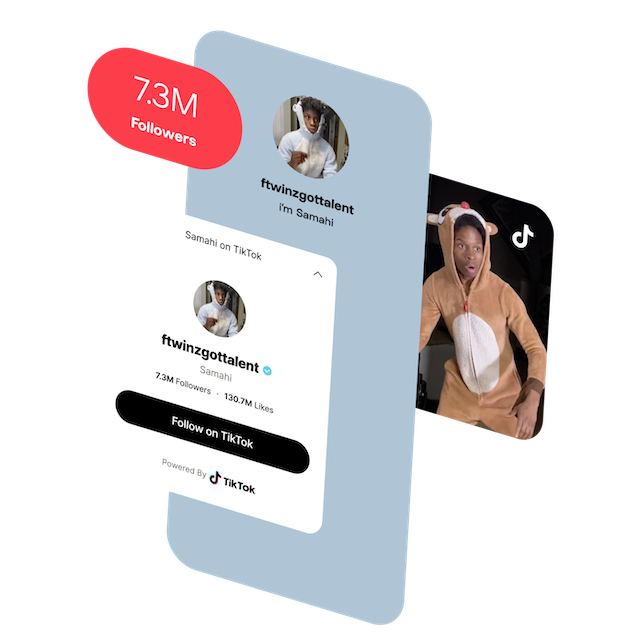 7.3M
Followers
ftwinzgottalent
i'm Samahi
Samahi on TikTok
ftwinzgottalent
Samahi
7.3M Followers · 130.7M Likes
Follow on TikTok
Powered By TikTok